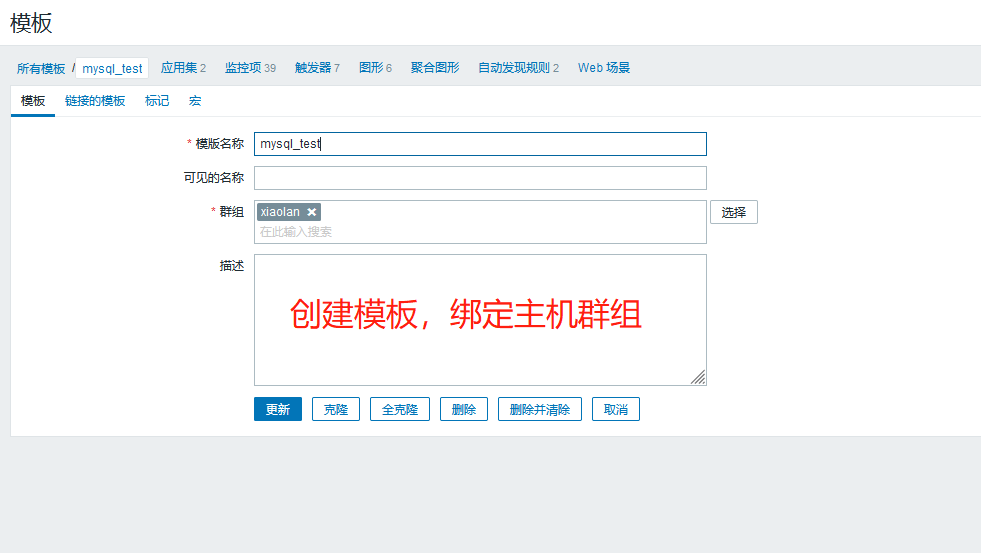 模板
所有模板 / mysql_test 应用集 2 监控项 39 触发器 7 图形 6 聚合图形 自动发现规则 2 Web 场景
模板 链接的模板 标记 宏
* 模版名称 mysql_test
可见的名称
* 群组 xiaolan ✖ 选择
在此输入搜索
描述
创建模板，绑定主机群组
更新 克隆 全克隆 删除 删除并清除 取消